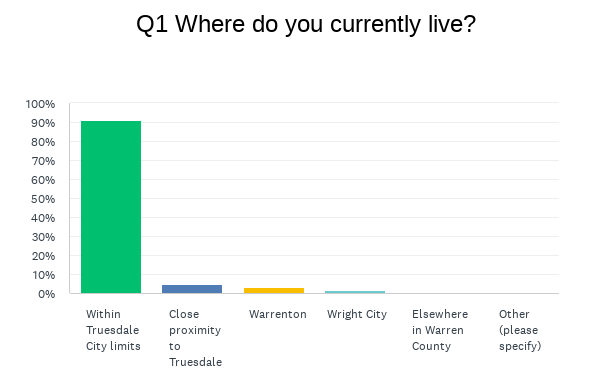 Q1 Where do you currently live?
100%
90%
80%
70%
60%
50%
40%
30%
20%
10%
0%
Within
Truesdale
City limits
Close
proximity
to
Truesdale
Warrenton
Wright City
Elsewhere
in Warren
County
Other
(please
specify)